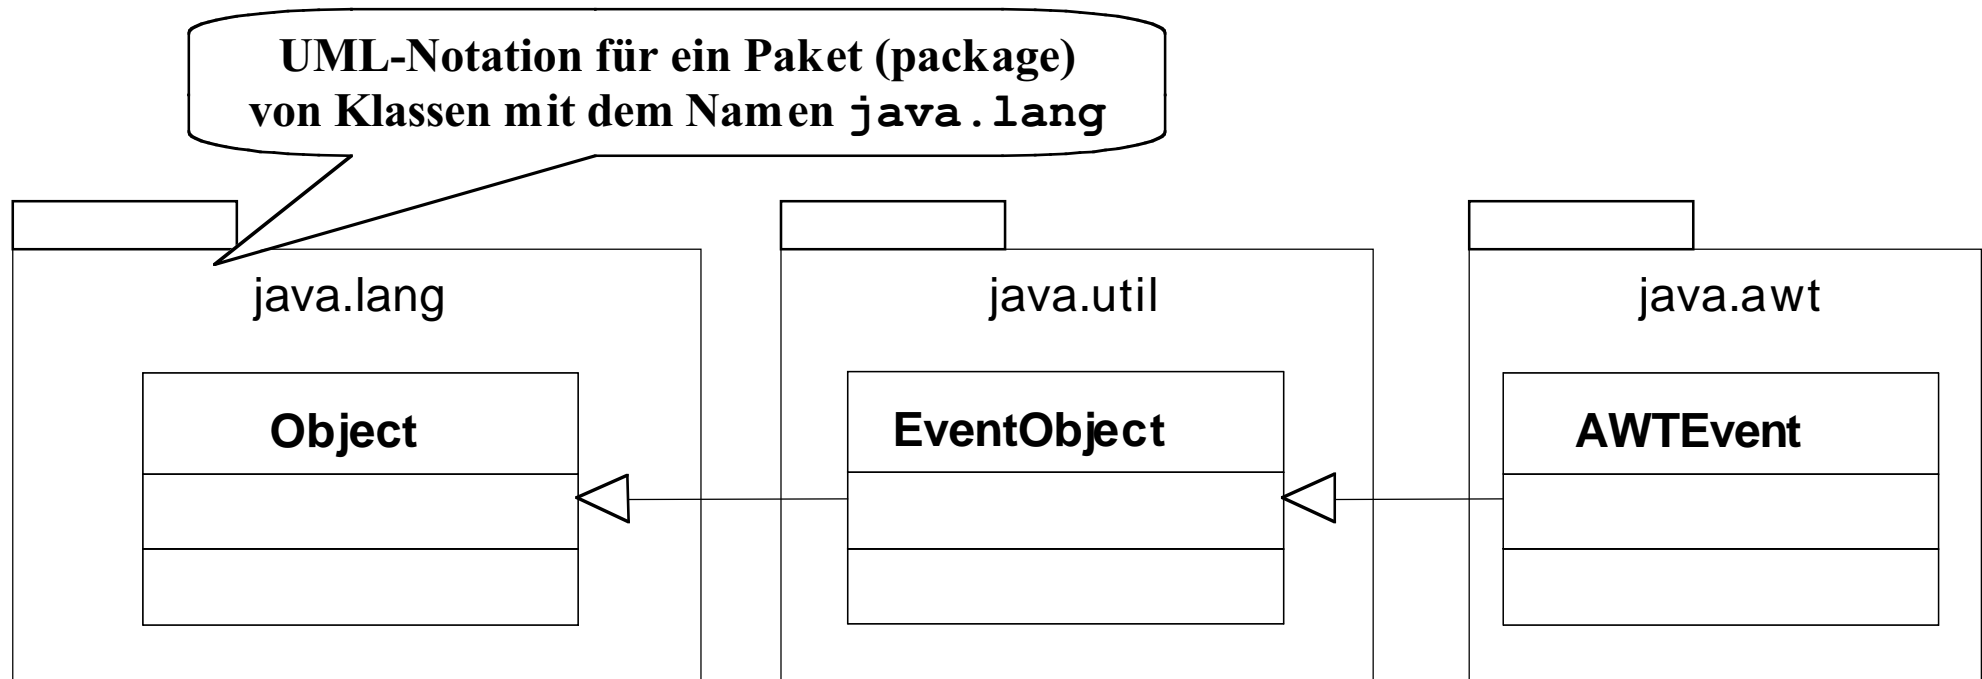 UML-Notation für ein Paket (package)
von Klassen mit dem Namen java.lang
java.lang
java.util
java.awt
Object
EventObject
AWTEvent